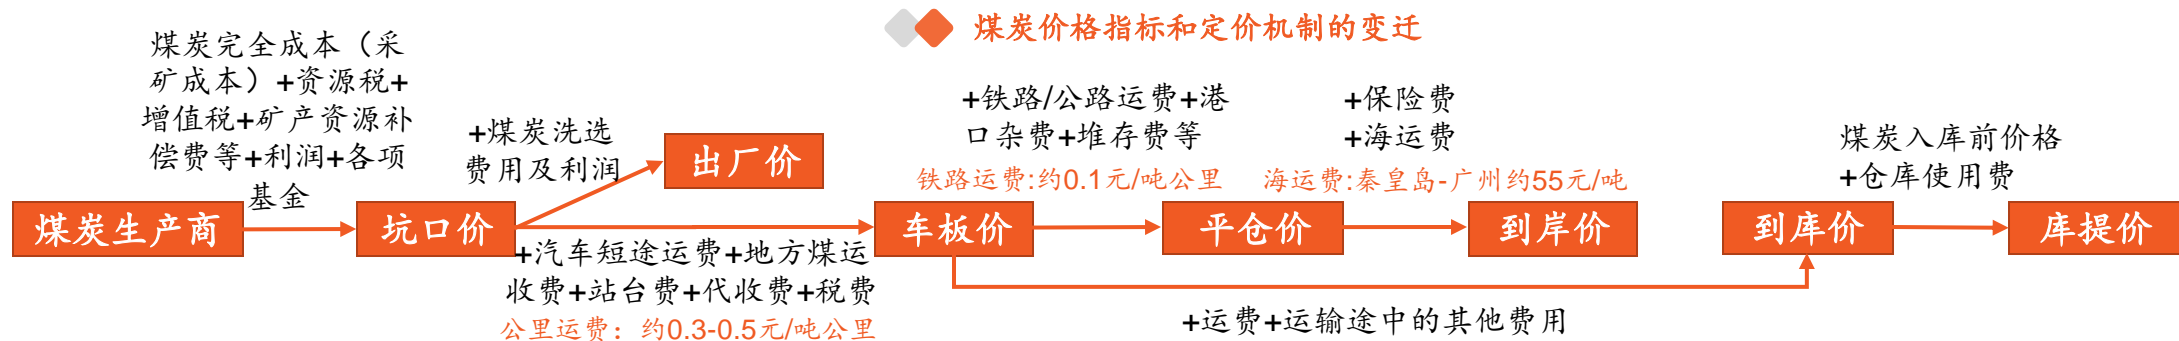 煤炭价格指标和定价机制的变迁
煤炭完全成本（采
矿成本）+资源税+
增值税+矿产资源补
偿费等+利润+各项
基金
+煤炭洗选
费用及利润
出厂价
+铁路/公路运费+港
口杂费+堆存费等
铁路运费:约0.1元/吨公里
+保险费
+海运费
海运费:秦皇岛-广州约55元/吨
煤炭入库前价格
+仓库使用费
煤炭生产商
坑口价
车板价
平仓价
到岸价
到库价
库提价
+汽车短途运费+地方煤运
收费+站台费+代收费+税费
公里运费：约0.3-0.5元/吨公里
+运费+运输途中的其他费用